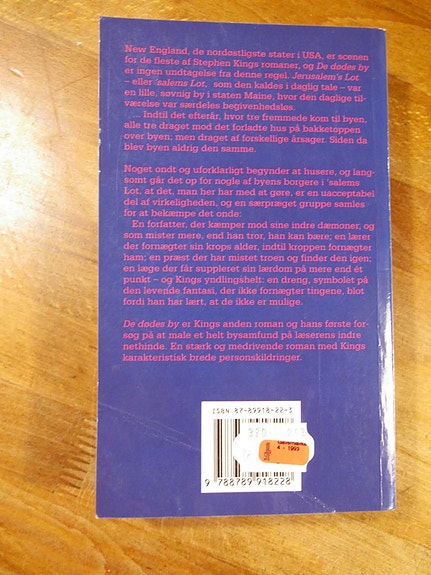 New England, de nordøstligste stater i USA, er scenen
for de fleste af Stephen Kings romaner, og De dødes by
er ingen undtagelse fra denne regel. Jerusalem's Lot
– eller 'salems Lot, som den kaldes i daglig tale – var
en lille, søvnig by i staten Maine, hvor den daglige til-
værelse var særdeles begivenhedsløs.
... Indtil det efterår, hvor tre fremmede kom til byen,
alle tre draget mod det forladte hus på bakketoppen
over byen; men draget af forskellige årsager. Siden da
blev byen aldrig den samme.
Noget ondt og uforklarligt begynder at husere, og lang-
somt går det op for nogle af byens borgere i 'salems
Lot, at det, man her har med at gøre, er en uacceptabel
del af virkeligheden, og en særpræget gruppe samles
for at bekæmpe det onde:
En forfatter, der kæmper med sine indre dæmoner, og
som mister mere, end han tror, han kan bære; en lærer
der fornægter sin krops alder, indtil kroppen fornægter
ham; en præst der har mistet troen og finder den igen;
en læge der får suppleret sin lærdom på mere end ét
punkt – og Kings yndlingshelt: en dreng, symbolet på
den levende fantasi, der ikke fornægter tingene, blot
fordi han har lært, at de ikke er mulige.
De dødes by er Kings anden roman og hans første for-
søg på at male et helt bysamfund på læserens indre
nethinde. En stærk og medrivende roman med Kings
karakteristisk brede personskildringer.
ISBN 87-89918-22-3
4 - 1993
9 788789 918228